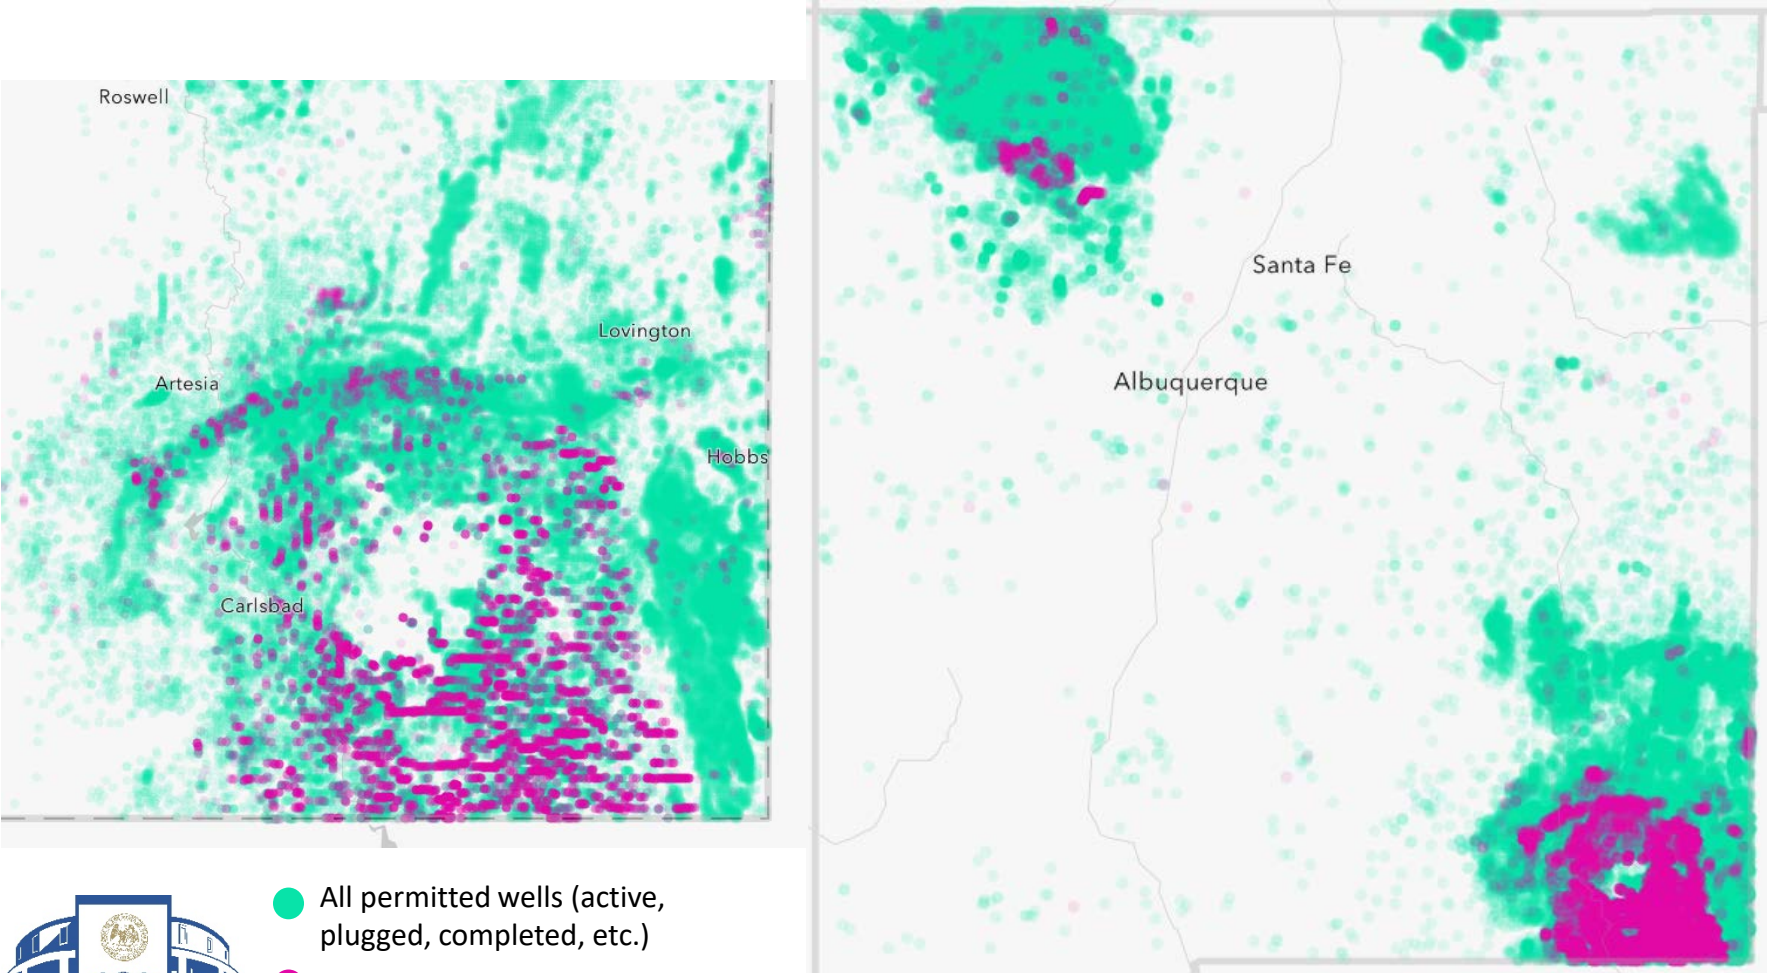 Roswell
Lovington
Artesia
Hobbs
Carlsbad
Santa Fe
Albuquerque
All permitted wells (active,
plugged, completed, etc.)